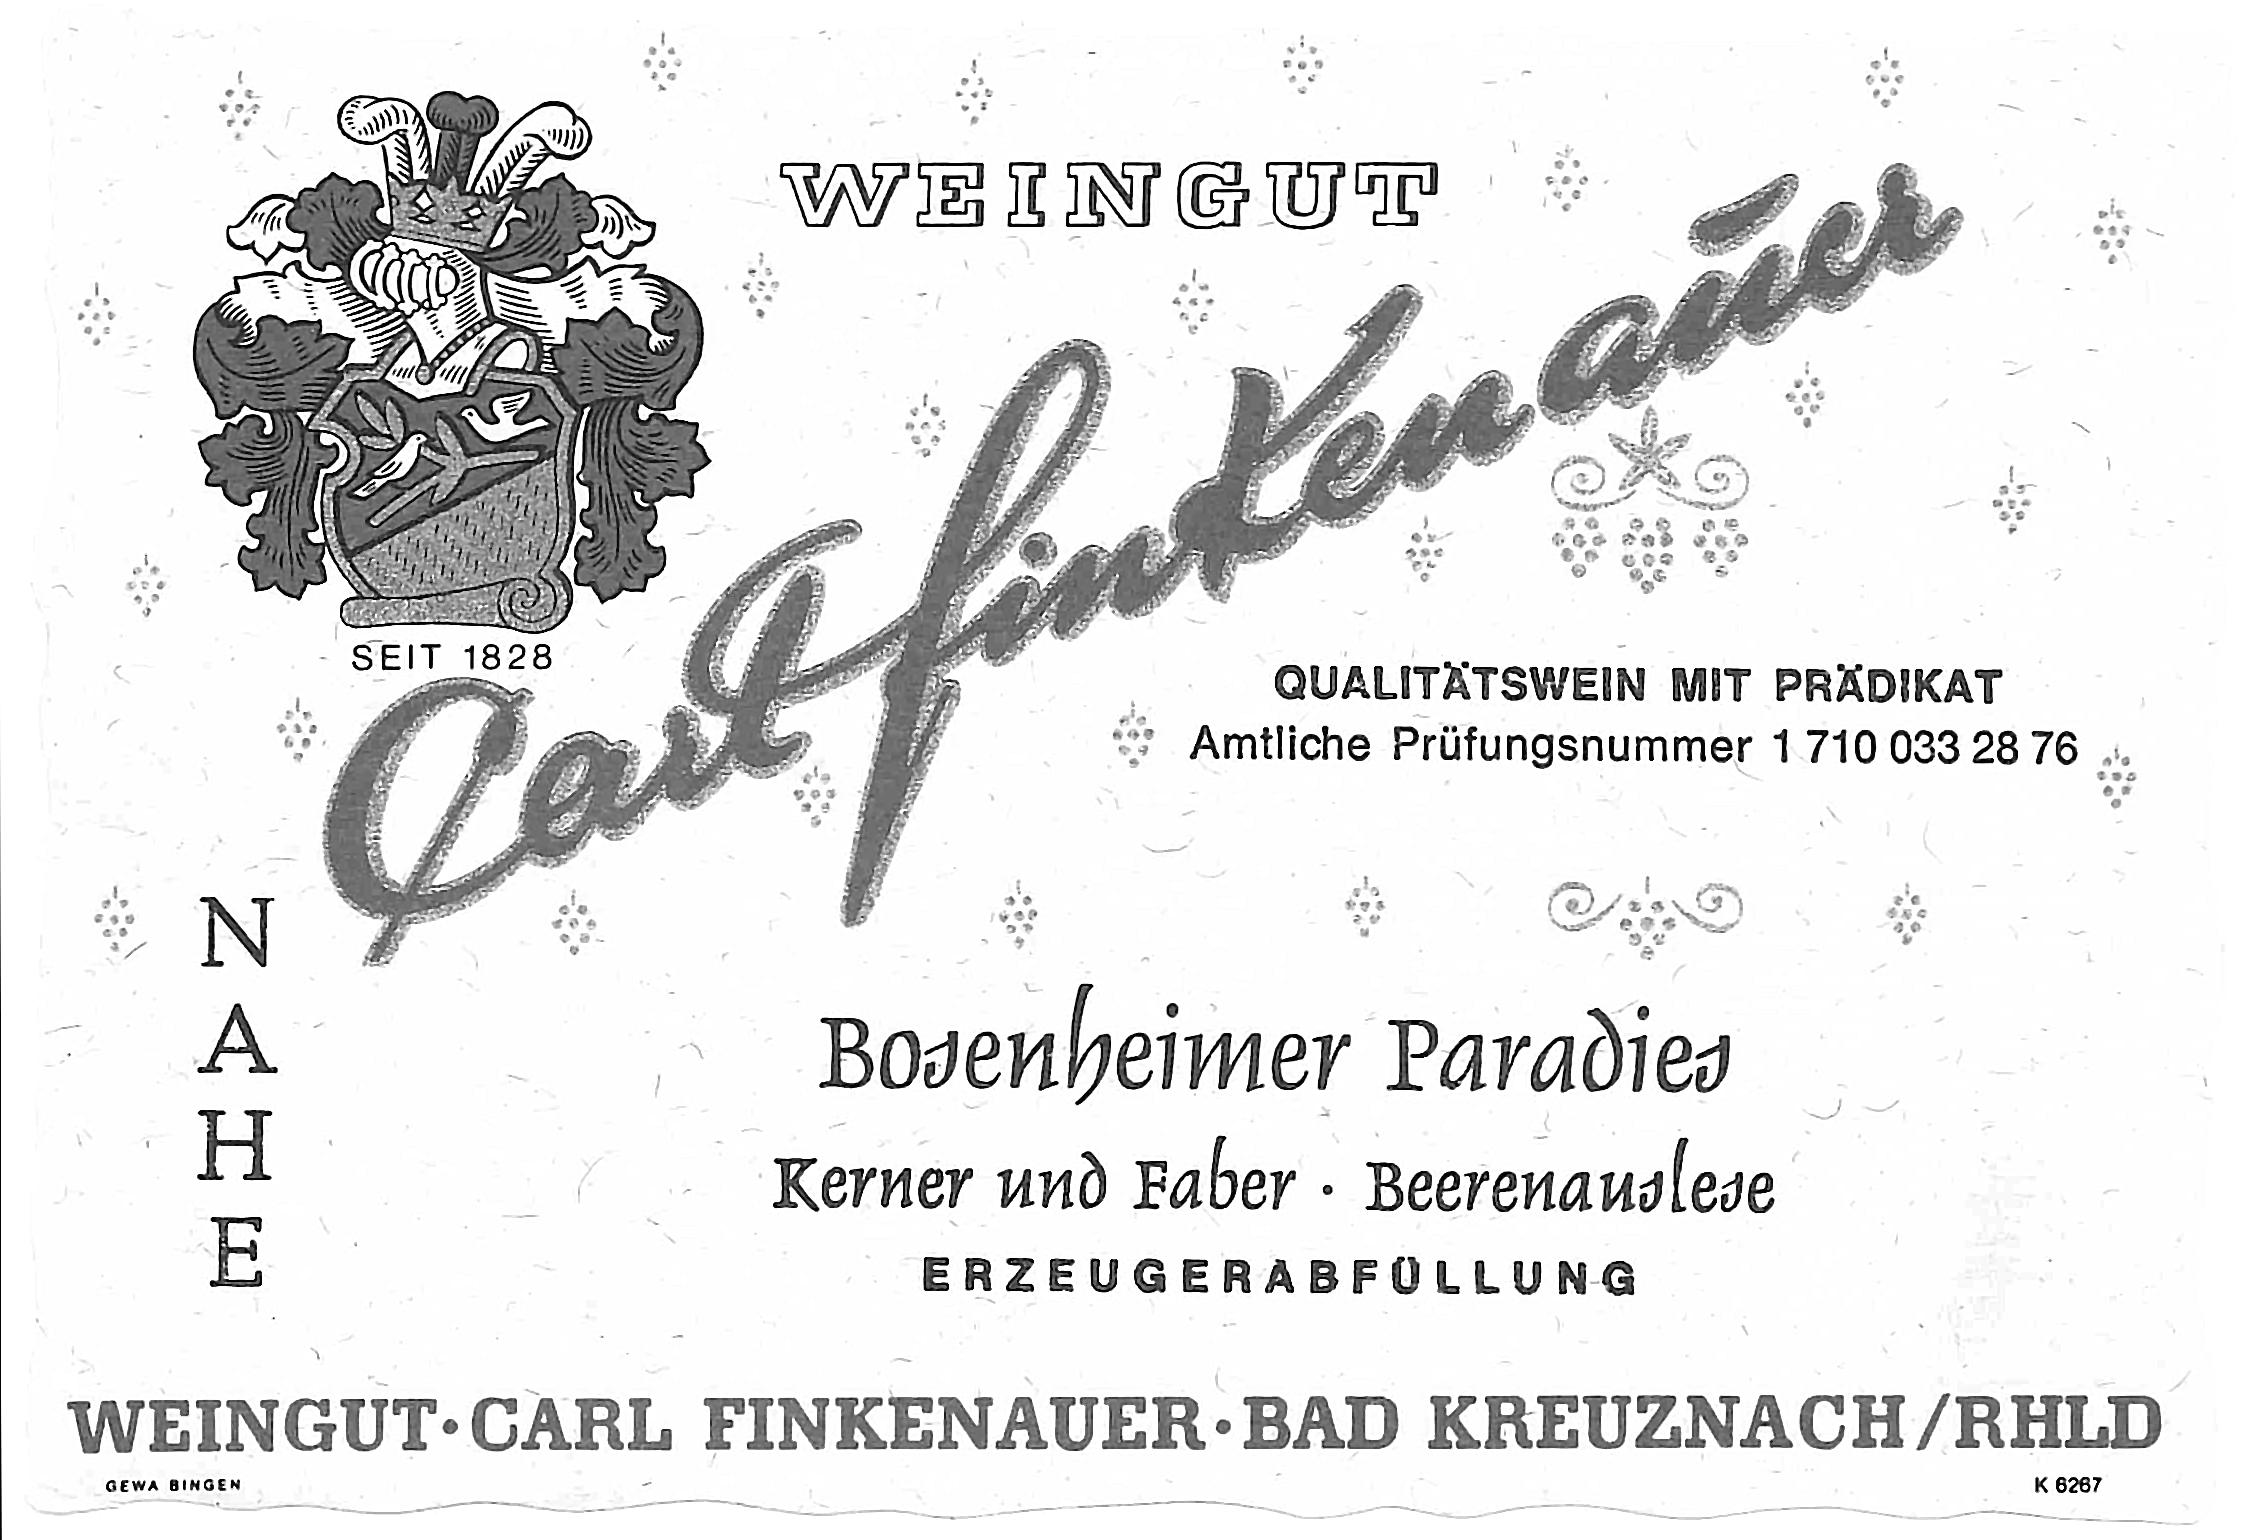 WEINGUT
Carl Finkenauer
SEIT 1828
QUALITÄTSWEIN MIT PRÄDIKAT
Amtliche Prüfungsnummer 1 710 033 28 76
NAHE
Bosenheimer Paradies
Kerner und Faber · Beerenauslese
ERZEUGERABFÜLLUNG
WEINGUT·CARL FINKENAUER·BAD KREUZNACH/RHLD
GEWA BINGEN
K 6267